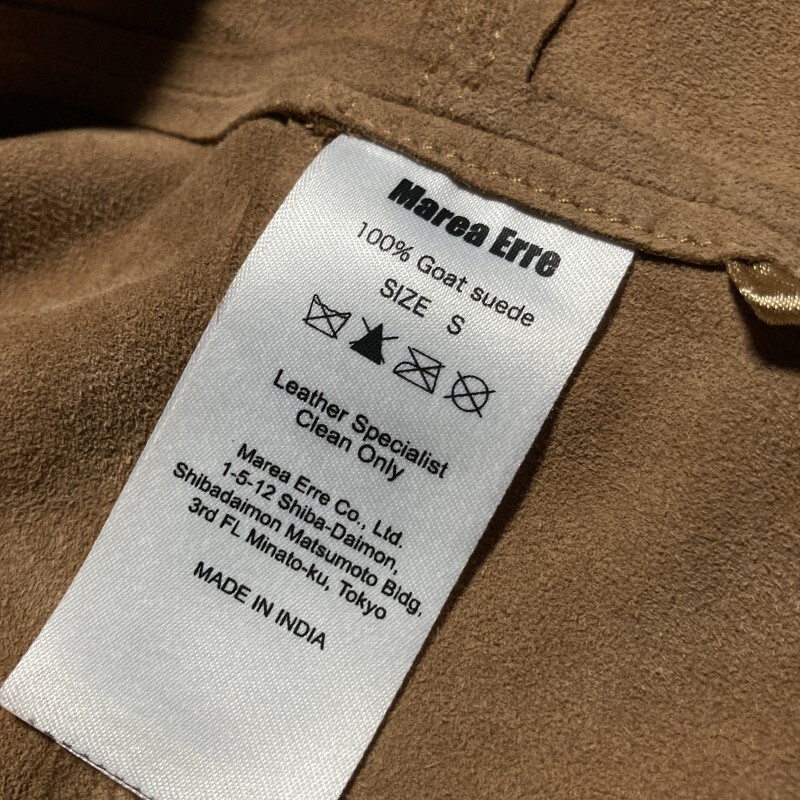 Marea Erre
100% Goat suede
SIZE S
Leather Specialist
Clean Only
Marea Erre Co., Ltd.
1-5-12 Shiba-Daimon,
Shibadaimon Matsumoto Bidg.
3rd FL Minato-ku, Tokyo
MADE IN INDIA